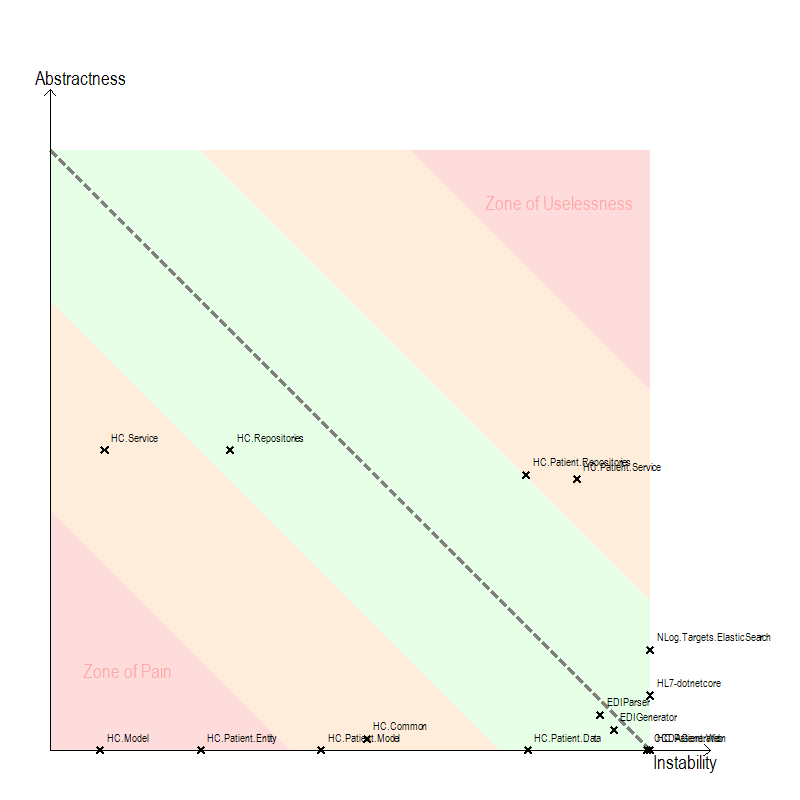 Abstractness
Zone of Uselessness
HC.Service
HC.Repositories
HC.Patient.Repositories
HC.Patient.Service
NLog.Targets.ElasticSearch
Zone of Pain
HL7-dotnetcore
EDIParser
EDIGenerator
HC.Common
HC.Model
HC.Patient.Entity
HC.Patient.Model
HC.Patient.Data
Instability